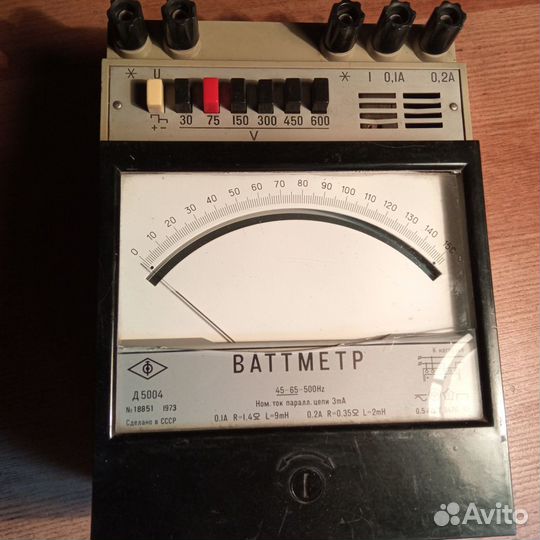 * U * I 0,1A 0,2A
+ -
30 75 150 300 450 600
V
0 10 20 30 40 50 60 70 80 90 100 110 120 130 140 150
ВАТТМЕТР
Д5004
№18851 1973
Сделано в СССР
45-65-500Hz
Ном. ток паралл. цепи 3mA
0.1A R=1.4Ω L=9mH 0.2A R=0.35Ω L=2mH
Avito